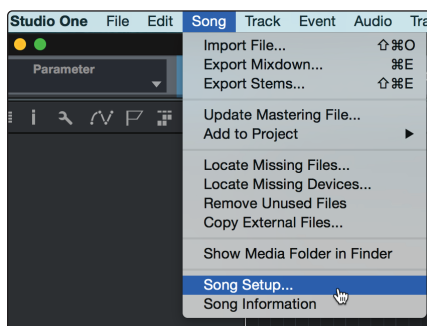 Studio One File Edit Song Track Event Audio Tra
Parameter
Import File... ⇧⌘O
Export Mixdown... ⌘E
Export Stems... ⇧⌘E
Update Mastering File...
Add to Project
Locate Missing Files...
Locate Missing Devices...
Remove Unused Files
Copy External Files...
Show Media Folder in Finder
Song Setup...
Song Information